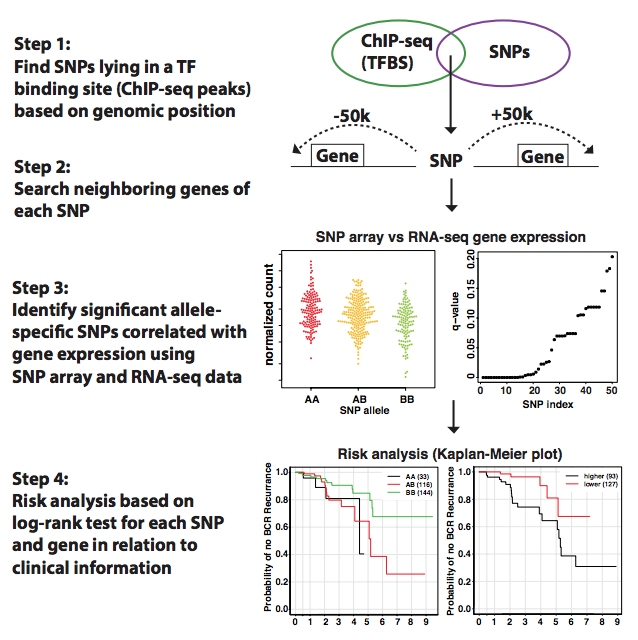 Step 1:
Find SNPs lying in a TF
binding site (ChIP-seq peaks)
based on genomic position
ChIP-seq
(TFBS)
SNPs
-50k
+50k
Gene
SNP
Gene
Step 2:
Search neighboring genes of
each SNP
SNP array vs RNA-seq gene expression
Step 3:
Identify significant allele-
specific SNPs correlated with
gene expression using
SNP array and RNA-seq data
normalized count
AA AB BB
SNP allele
q-value
0.20
0.15
0.10
0.05
0
0 10 20 30 40 50
SNP index
Risk analysis (Kaplan-Meier plot)
Step 4:
Risk analysis based on
log-rank test for each SNP
and gene in relation to
clinical information
Probability of no BCR Recurrance
1.0
0.8
0.6
0.4
0.2
0.0
AA (33)
AB (116)
BB (144)
0 1 2 3 4 5 6 7 8 9
Probability of no BCR Recurrance
1.0
0.8
0.6
0.4
0.2
0.0
higher (93)
lower (127)
0 1 2 3 4 5 6 7 8 9